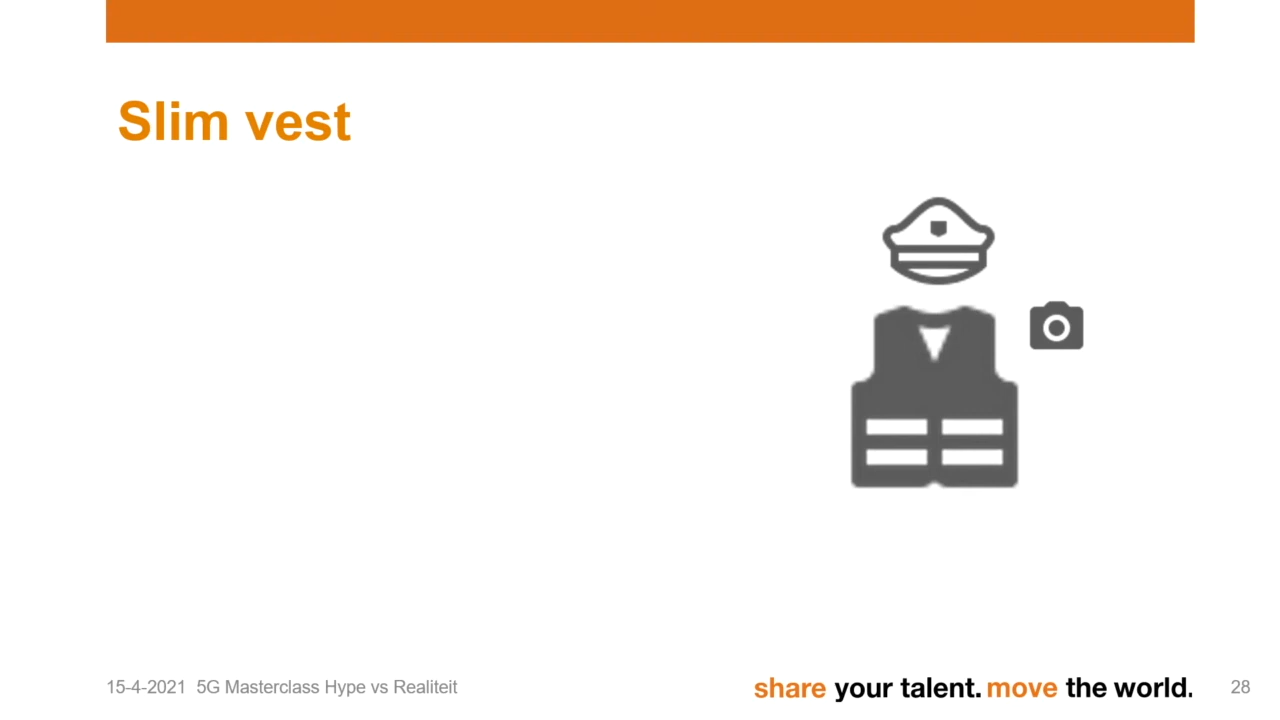 Slim vest
15-4-2021 5G Masterclass Hype vs Realiteit
share your talent. move the world.
28